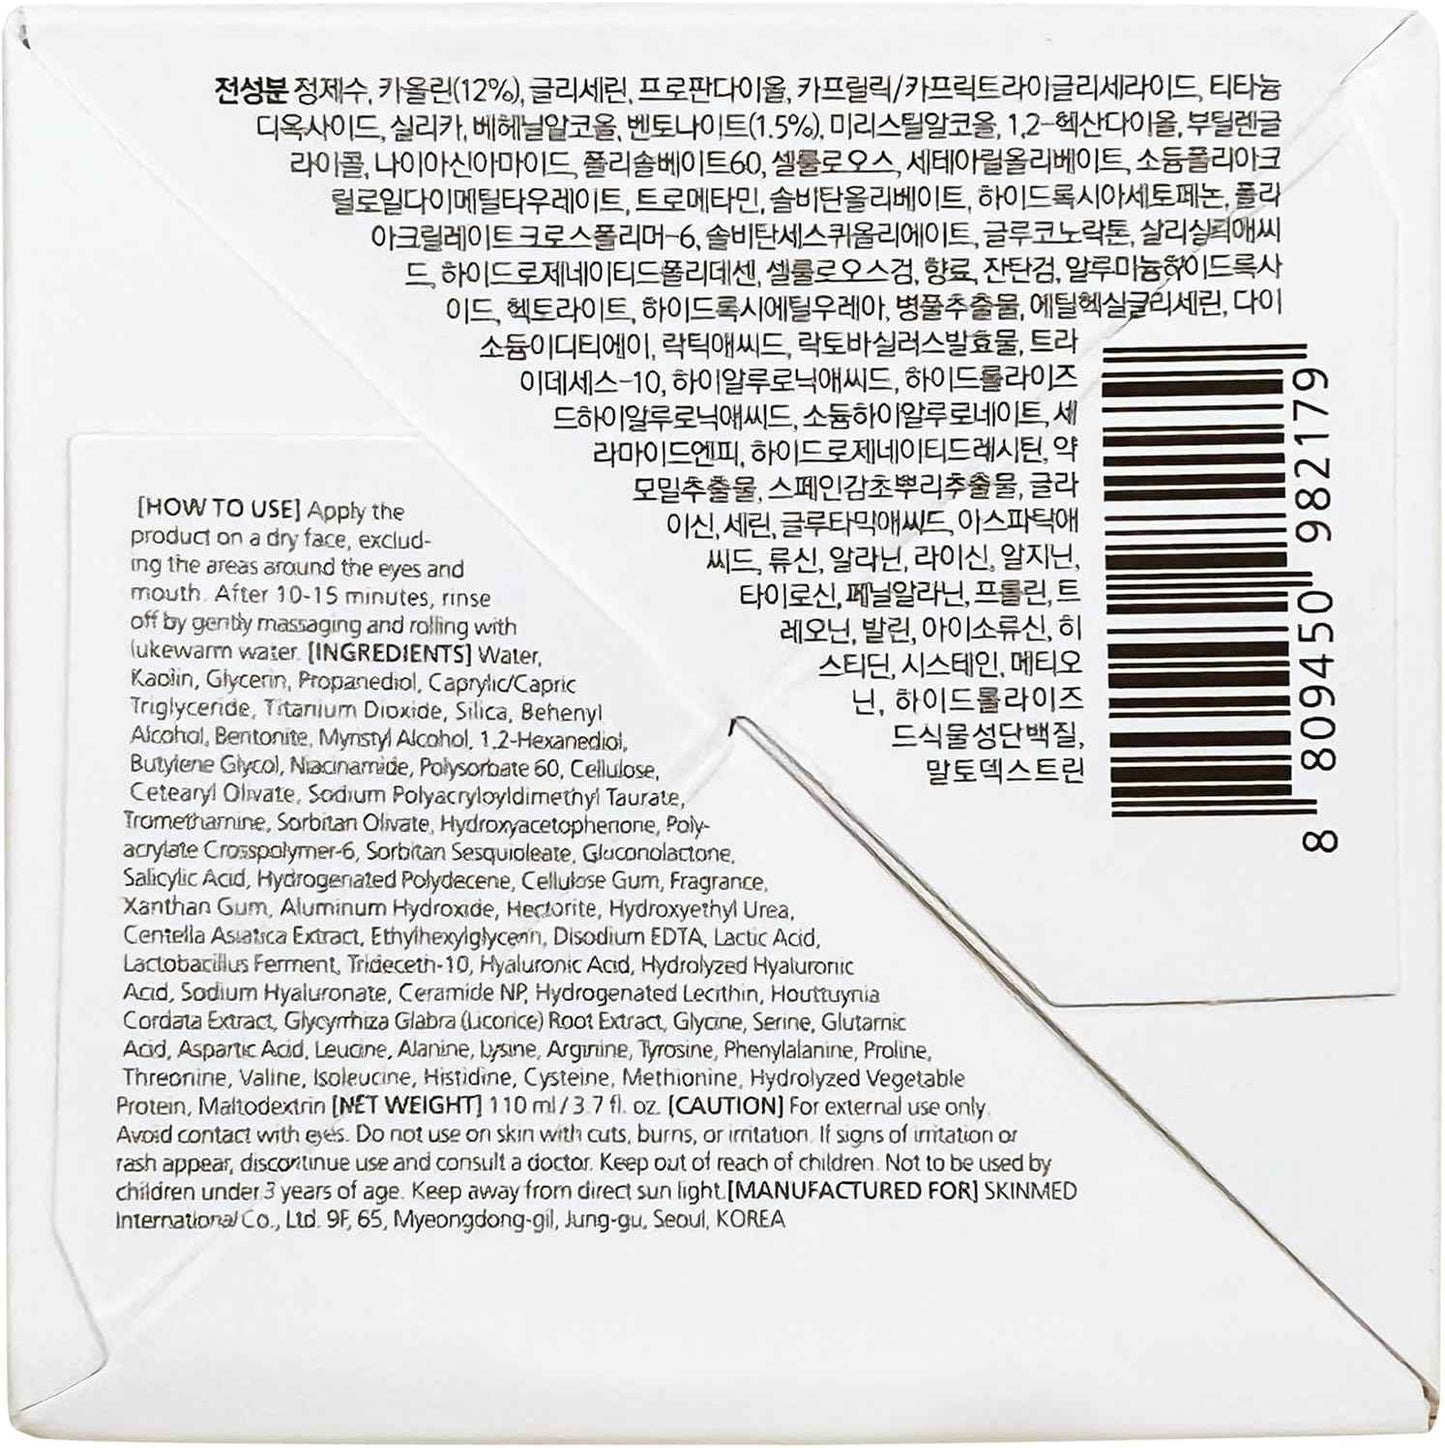 전성분 정제수, 카올린(12%), 글리세린, 프로판다이올, 카프릴릭/카프릭트라이글리세라이드, 티타늄
디옥사이드, 실리카, 베헤닐알코올, 벤토나이트(1.5%), 미리스틸알코올, 1,2-헥산다이올, 부틸렌글
라이콜, 나이아신아마이드, 폴리솔베이트60, 셀룰로오스, 세테아릴올리베이트, 소듐폴리아크
릴로일다이메틸타우레이트, 트로메타민, 솔비탄올리베이트, 하이드록시아세토페논, 폴라
아크릴레이트크로스폴리머-6, 솔비탄세스퀴올리에이트, 글루코노락톤, 살리실릭애씨
드, 하이드로제네이티드폴리데센, 셀룰로오스검, 향료, 잔탄검, 알루미늄하이드록사
이드, 헥토라이트, 하이드록시에틸우레아, 병풀추출물, 에틸헥실글리세린, 다이
소듐이디티에이, 락틱애씨드, 락토바실러스발효물, 트라
이데세스-10, 하이알루로닉애씨드, 하이드롤라이즈
드하이알루로닉애씨드, 소듐하이알루로네이트, 세
라마이드엔피, 하이드로제네이티드레시틴, 약
모밀추출물, 스페인감초뿌리추출물, 글라
이신, 세린, 글루타믹애씨드, 아스파틱애
씨드, 류신, 알라닌, 라이신, 알지닌,
타이로신, 페닐알라닌, 프롤린, 트
레오닌, 발린, 아이소류신, 히
스티딘, 시스테인, 메티오
닌, 하이드롤라이즈
드식물성단백질,
말토덱스트린
8 809450 982179
[HOW TO USE] Apply the
product on a dry face, exclud-
ing the areas around the eyes and
mouth. After 10-15 minutes, rinse
off by gently massaging and rolling with
lukewarm water. [INGREDIENTS] Water,
Kaolin, Glycerin, Propanediol, Caprylic/Capric
Triglyceride, Titanium Dioxide, Silica, Behenyl
Alcohol, Bentonite, Myristyl Alcohol, 1,2-Hexanediol,
Butylene Glycol, Niacinamide, Polysorbate 60, Cellulose,
Cetearyl Olivate, Sodium Polyacryloyldimethyl Taurate,
Tromethamine, Sorbitan Olivate, Hydroxyacetophenone, Poly-
acrylate Crosspolymer-6, Sorbitan Sesquioleate, Gluconolactone,
Salicylic Acid, Hydrogenated Polydecene, Cellulose Gum, Fragrance,
Xanthan Gum, Aluminum Hydroxide, Hectorite, Hydroxyethyl Urea,
Centella Asiatica Extract, Ethylhexylglycerin, Disodium EDTA, Lactic Acid,
Lactobacillus Ferment, Trideceth-10, Hyaluronic Acid, Hydrolyzed Hyaluronic
Acid, Sodium Hyaluronate, Ceramide NP, Hydrogenated Lecithin, Houttuynia
Cordata Extract, Glycyrrhiza Glabra (Licorice) Root Extract, Glycine, Serine, Glutamic
Acid, Aspartic Acid, Leucine, Alanine, Lysine, Arginine, Tyrosine, Phenylalanine, Proline,
Threonine, Valine, Isoleucine, Histidine, Cysteine, Methionine, Hydrolyzed Vegetable
Protein, Maltodextrin [NET WEIGHT] 110 ml / 3.7 fl. oz. [CAUTION] For external use only.
Avoid contact with eyes. Do not use on skin with cuts, burns, or irritation. If signs of irritation or
rash appear, discontinue use and consult a doctor. Keep out of reach of children. Not to be used by
children under 3 years of age. Keep away from direct sun light. [MANUFACTURED FOR] SKINMED
International Co., Ltd. 9F, 65, Myeongdong-gil, Jung-gu, Seoul, KOREA